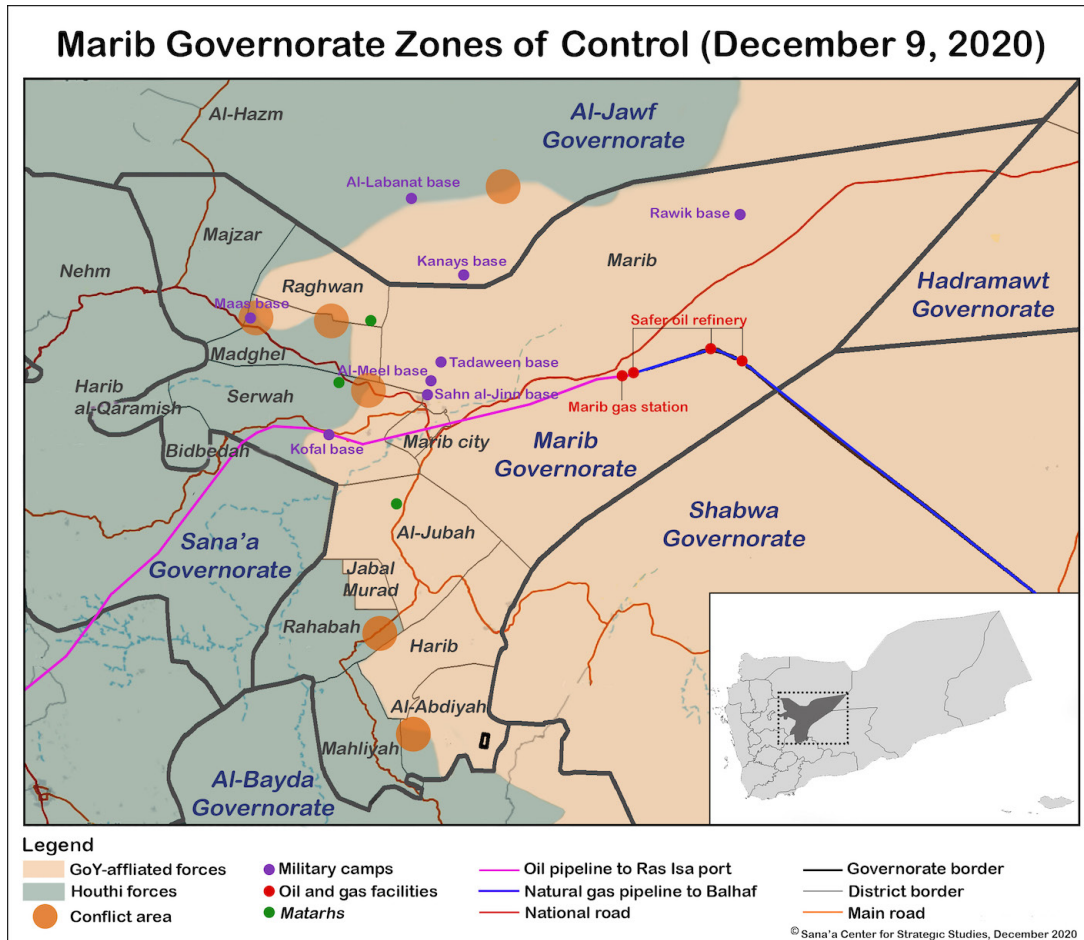 Marib Governorate Zones of Control (December 9, 2020)
Al-Hazm
Al-Jawf
Governorate
Al-Labanat base
Rawik base
Majzar
Nehm
Kanays base
Marib
Raghwan
Hadramawt
Governorate
Maas base
Safer oil refinery
Madghel
Tadaween base
Al-Meel base
Harib
al-Qaramish
Serwah
Sahn al-Jinn base
Marib gas station
Bidbedah
Kofal base
Marib city
Marib
Governorate
Shabwa
Governorate
Sana'a
Governorate
Al-Jubah
Jabal
Murad
Rahabah
Harib
Al-Abdiyah
Mahliyah
Al-Bayda
Governorate
Legend
GoY-affliated forces
Houthi forces
Conflict area
Military camps
Oil and gas facilities
Matarhs
Oil pipeline to Ras Isa port
Natural gas pipeline to Balhaf
National road
Governorate border
District border
Main road
© Sana'a Center for Strategic Studies, December 2020